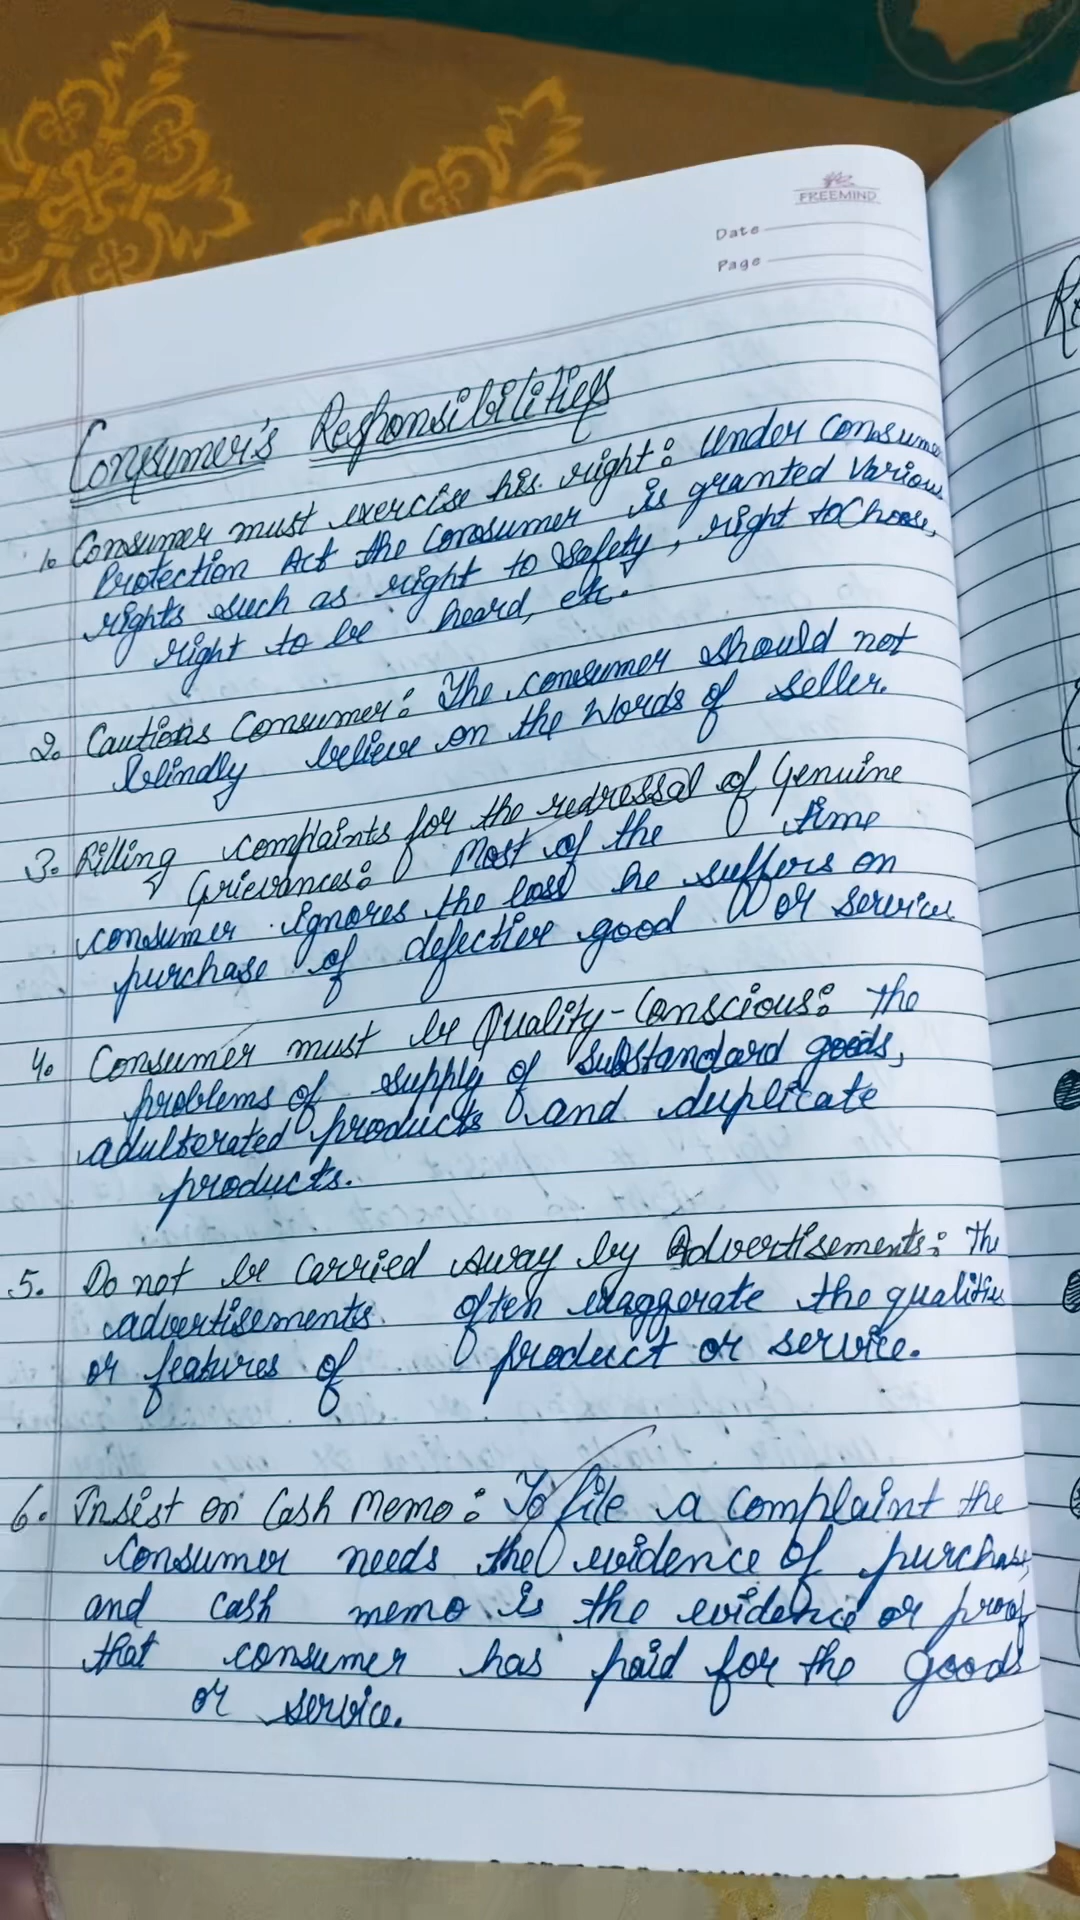 FREEMIND
Date
Page
Consumer's Responsibilities
1. Consumer must exercise his right: Under Consumer
Protection Act the consumer is granted various
rights such as right to safety, right to choose,
right to be heard, etc.
2. Cautions Consumer: The consumer should not
blindly believe on the words of seller.
3. Filling complaints for the redressal of Genuine
Grievances: Most of the time
consumer ignores the loss he suffers on
purchase of defective good or services
4. Consumer must be Quality-Conscious: The
problems of supply of substandard goods,
adulterated products and duplicate
products.
5. Do not be Carried away by Advertisements: The
advertisements often exaggerate the qualities
or features of product or service.
6. Insist on Cash Memo: To file a complaint the
consumer needs the evidence of purchase,
and cash memo is the evidence or proof
that consumer has paid for the goods
or service.